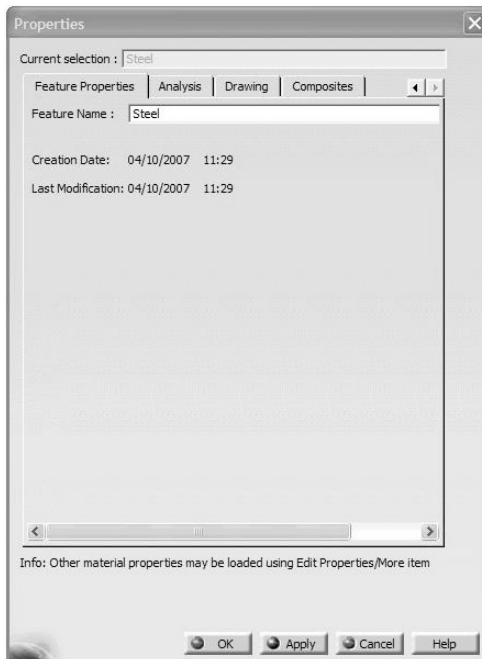 Properties
Current selection : Steel
Feature Properties Analysis Drawing Composites
Feature Name : Steel
Creation Date: 04/10/2007 11:29
Last Modification: 04/10/2007 11:29
Info: Other material properties may be loaded using Edit Properties/More item
OK Apply Cancel Help